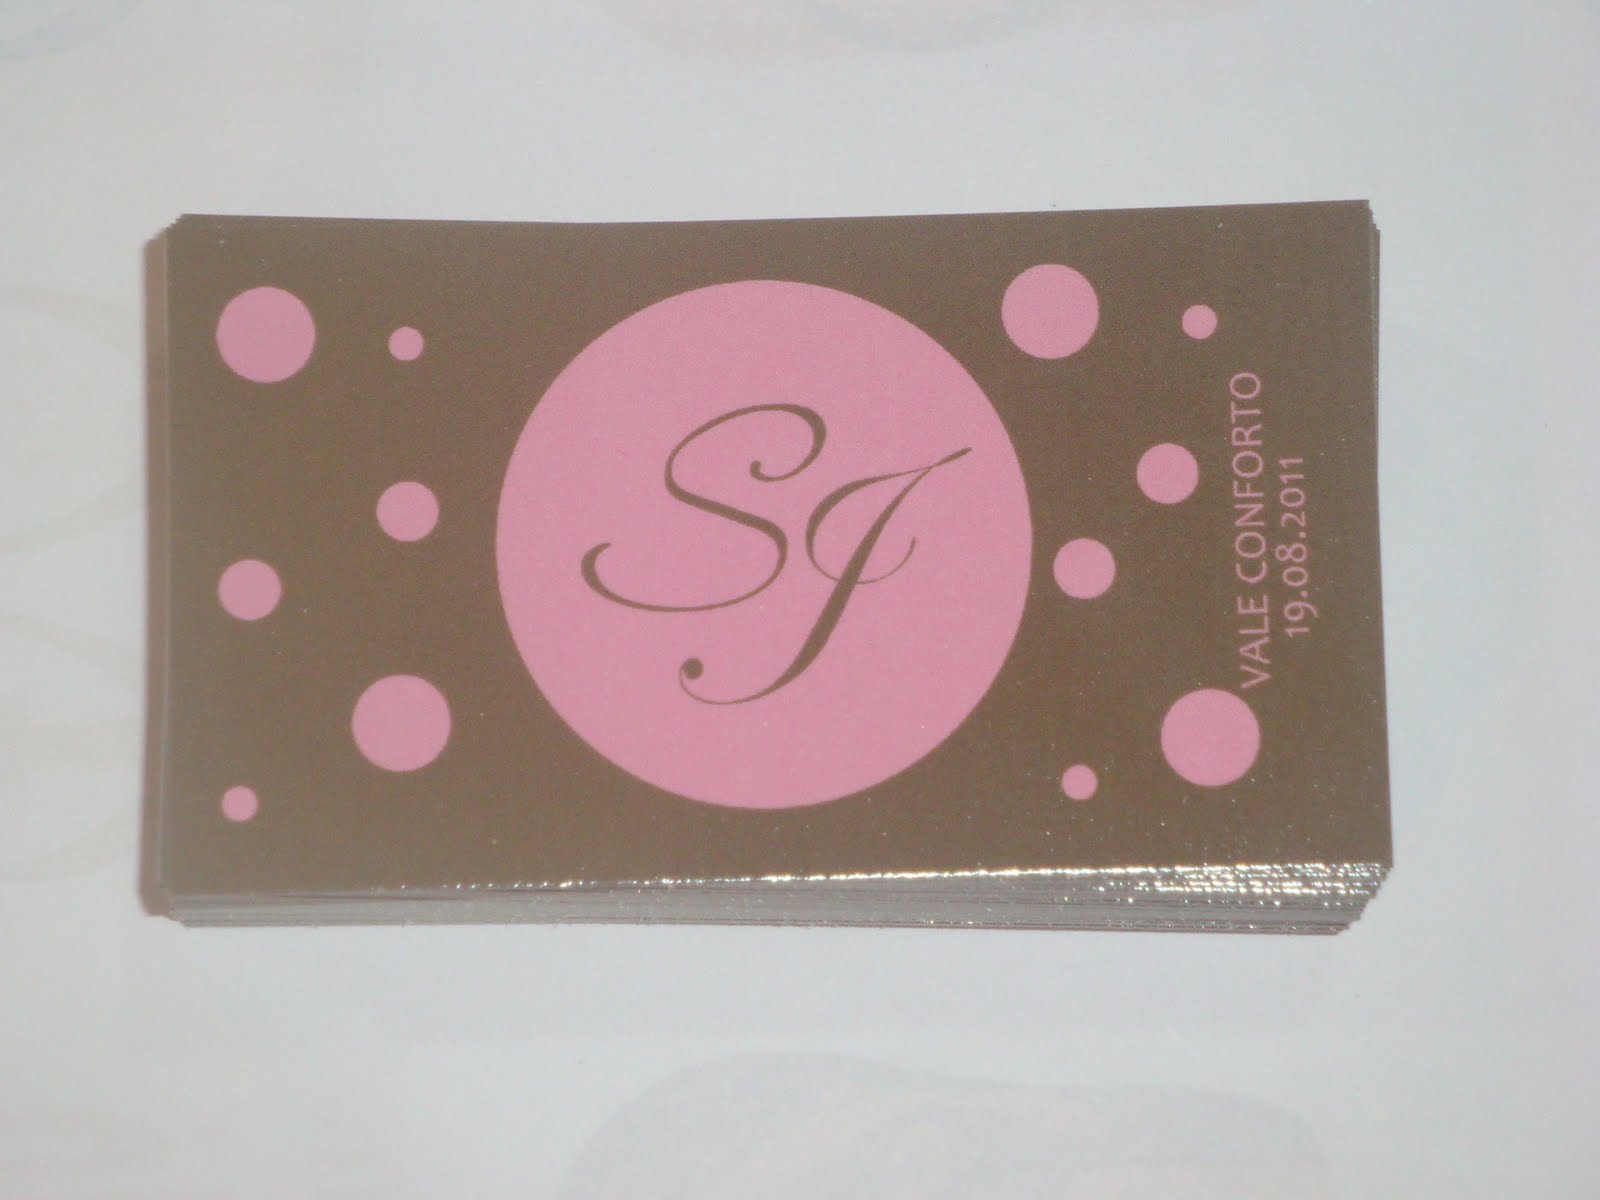 SJ
VALE CONFORTO
19.08.2011